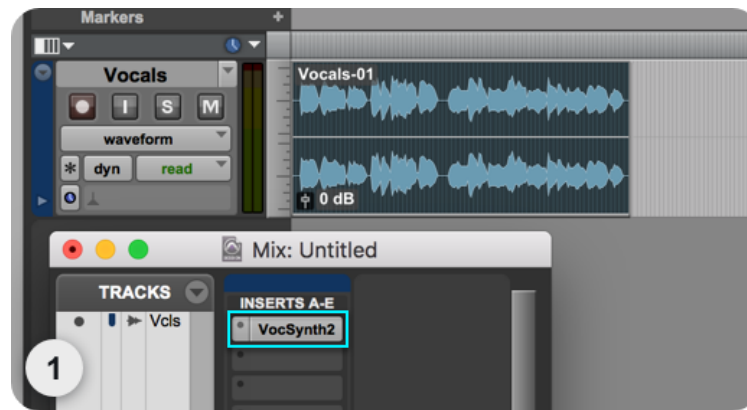 Markers +
Vocals
I S M
waveform
* dyn read
Vocals-01
0 dB
Mix: Untitled
TRACKS
INSERTS A-E
Vcls
VocSynth2
1